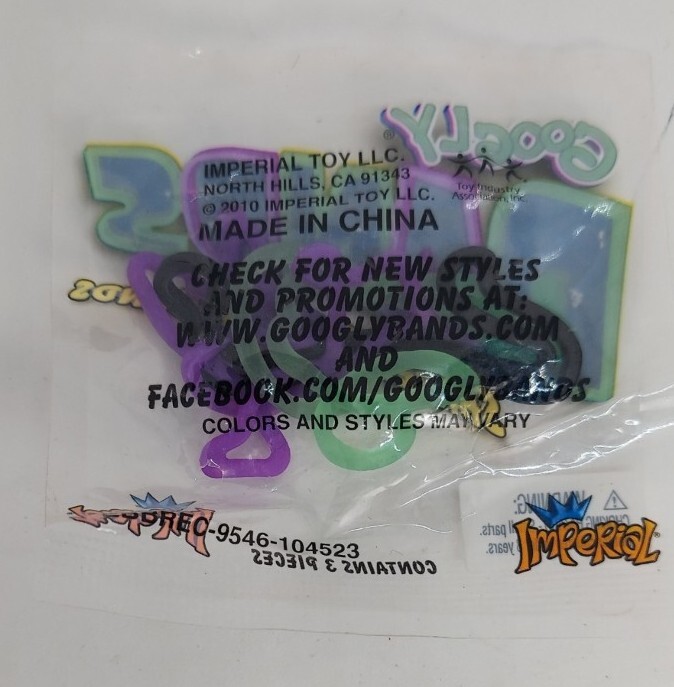 GOOGLY
BANDS
IMPERIAL TOY LLC.
NORTH HILLS, CA 91343
© 2010 IMPERIAL TOY LLC.
MADE IN CHINA
Toy Industry
Association, Inc.
CHECK FOR NEW STYLES
AND PROMOTIONS AT:
WWW.GOOGLYBANDS.COM
AND
FACEBOOK.COM/GOOGLYBANDS
COLORS AND STYLES MAY VARY
REC-9546-104523
CONTAINS 3 PIECES
WARNING:
IMPERIAL